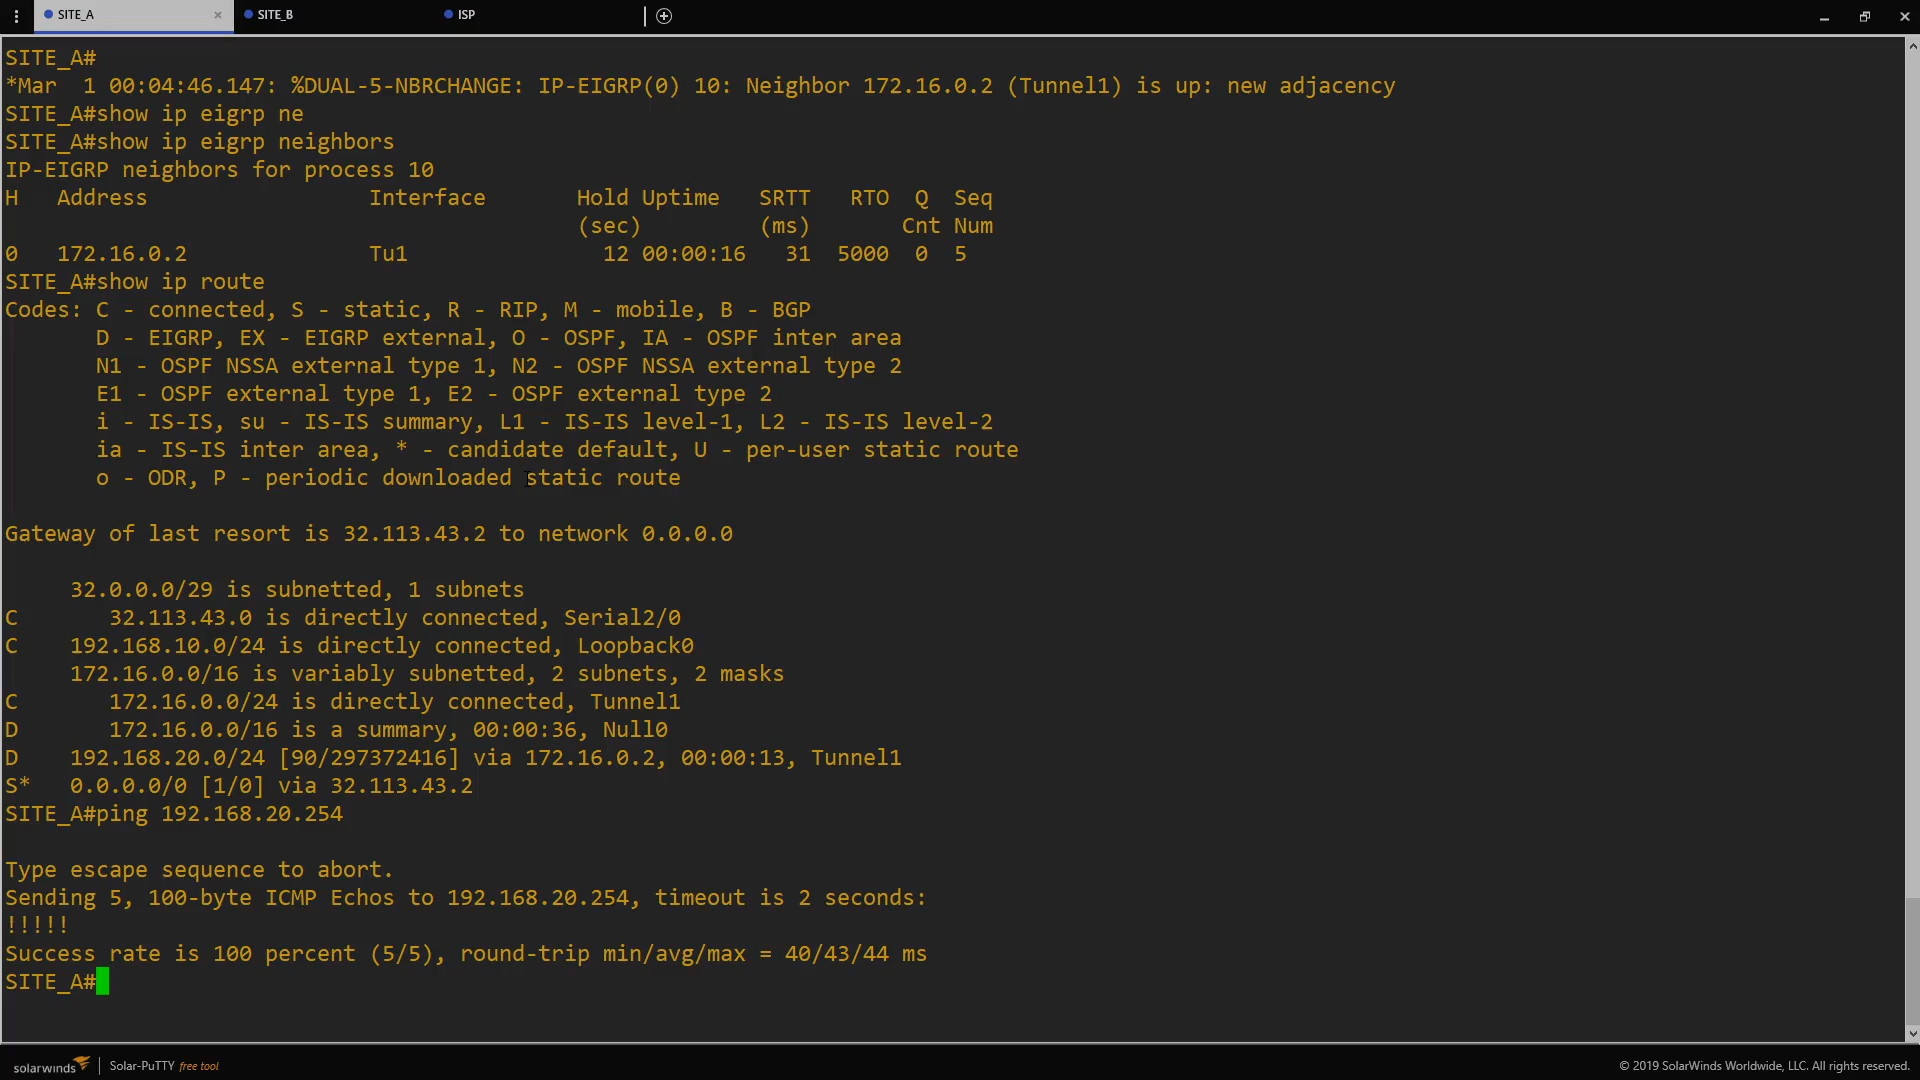 SITE_A × SITE_B ISP
SITE_A#
*Mar  1 00:04:46.147: %DUAL-5-NBRCHANGE: IP-EIGRP(0) 10: Neighbor 172.16.0.2 (Tunnel1) is up: new adjacency
SITE_A#show ip eigrp ne
SITE_A#show ip eigrp neighbors
IP-EIGRP neighbors for process 10
H   Address                 Interface       Hold Uptime   SRTT   RTO  Q  Seq
                                            (sec)         (ms)       Cnt Num
0   172.16.0.2              Tu1               12 00:00:16   31  5000  0  5
SITE_A#show ip route
Codes: C - connected, S - static, R - RIP, M - mobile, B - BGP
       D - EIGRP, EX - EIGRP external, O - OSPF, IA - OSPF inter area
       N1 - OSPF NSSA external type 1, N2 - OSPF NSSA external type 2
       E1 - OSPF external type 1, E2 - OSPF external type 2
       i - IS-IS, su - IS-IS summary, L1 - IS-IS level-1, L2 - IS-IS level-2
       ia - IS-IS inter area, * - candidate default, U - per-user static route
       o - ODR, P - periodic downloaded static route
Gateway of last resort is 32.113.43.2 to network 0.0.0.0
     32.0.0.0/29 is subnetted, 1 subnets
C       32.113.43.0 is directly connected, Serial2/0
C    192.168.10.0/24 is directly connected, Loopback0
     172.16.0.0/16 is variably subnetted, 2 subnets, 2 masks
C       172.16.0.0/24 is directly connected, Tunnel1
D       172.16.0.0/16 is a summary, 00:00:36, Null0
D    192.168.20.0/24 [90/297372416] via 172.16.0.2, 00:00:13, Tunnel1
S*   0.0.0.0/0 [1/0] via 32.113.43.2
SITE_A#ping 192.168.20.254
Type escape sequence to abort.
Sending 5, 100-byte ICMP Echos to 192.168.20.254, timeout is 2 seconds:
!!!!!
Success rate is 100 percent (5/5), round-trip min/avg/max = 40/43/44 ms
SITE_A#
solarwinds | Solar-PuTTY free tool © 2019 SolarWinds Worldwide, LLC. All rights reserved.